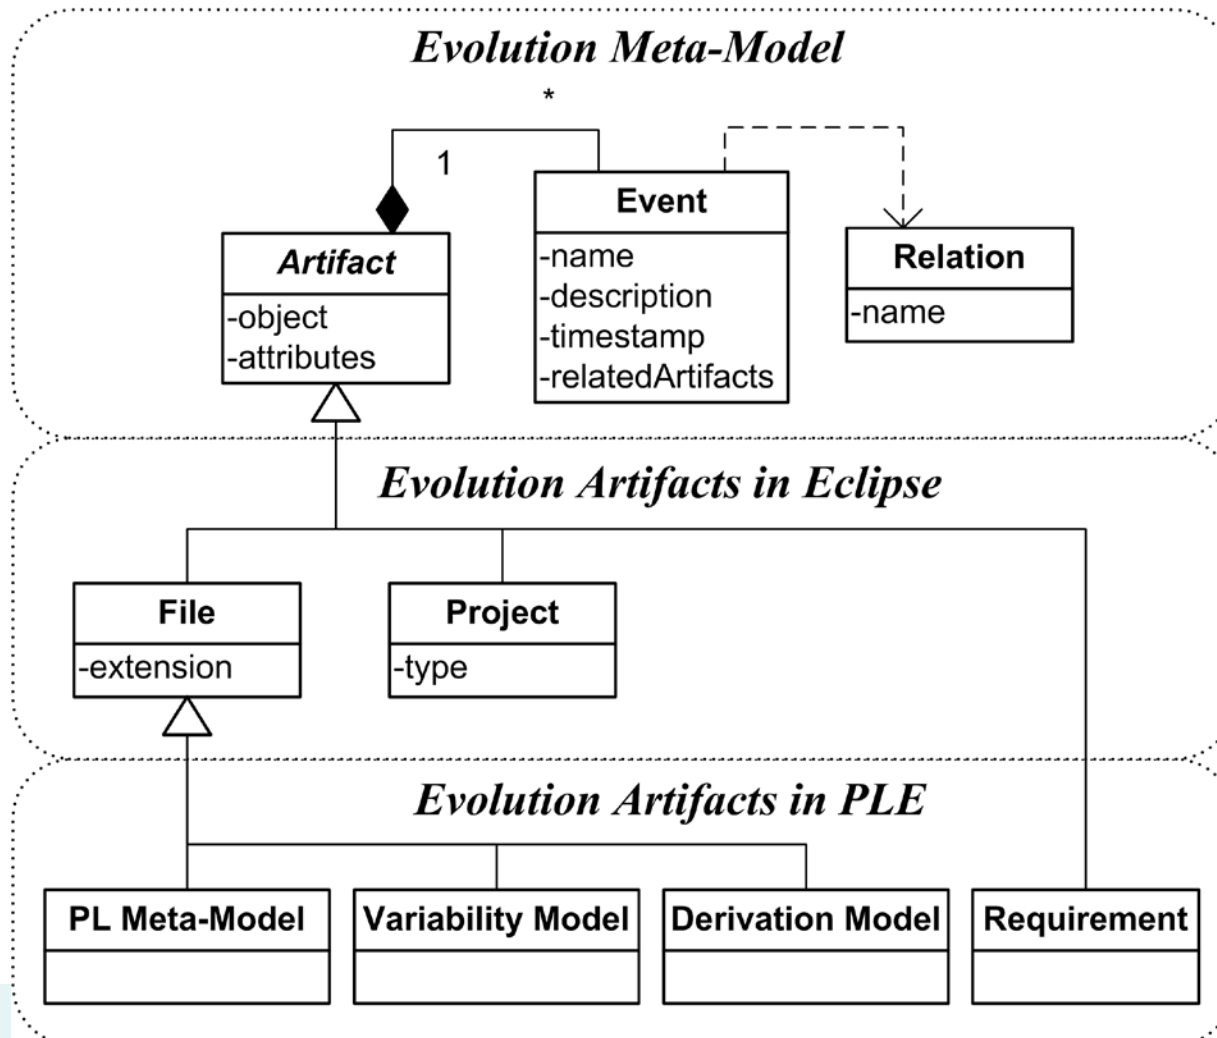 Evolution Meta-Model
*
1
Event
-name
-description
-timestamp
-relatedArtifacts
Artifact
-object
-attributes
Relation
-name
Evolution Artifacts in Eclipse
File
-extension
Project
-type
Evolution Artifacts in PLE
PL Meta-Model
Variability Model
Derivation Model
Requirement